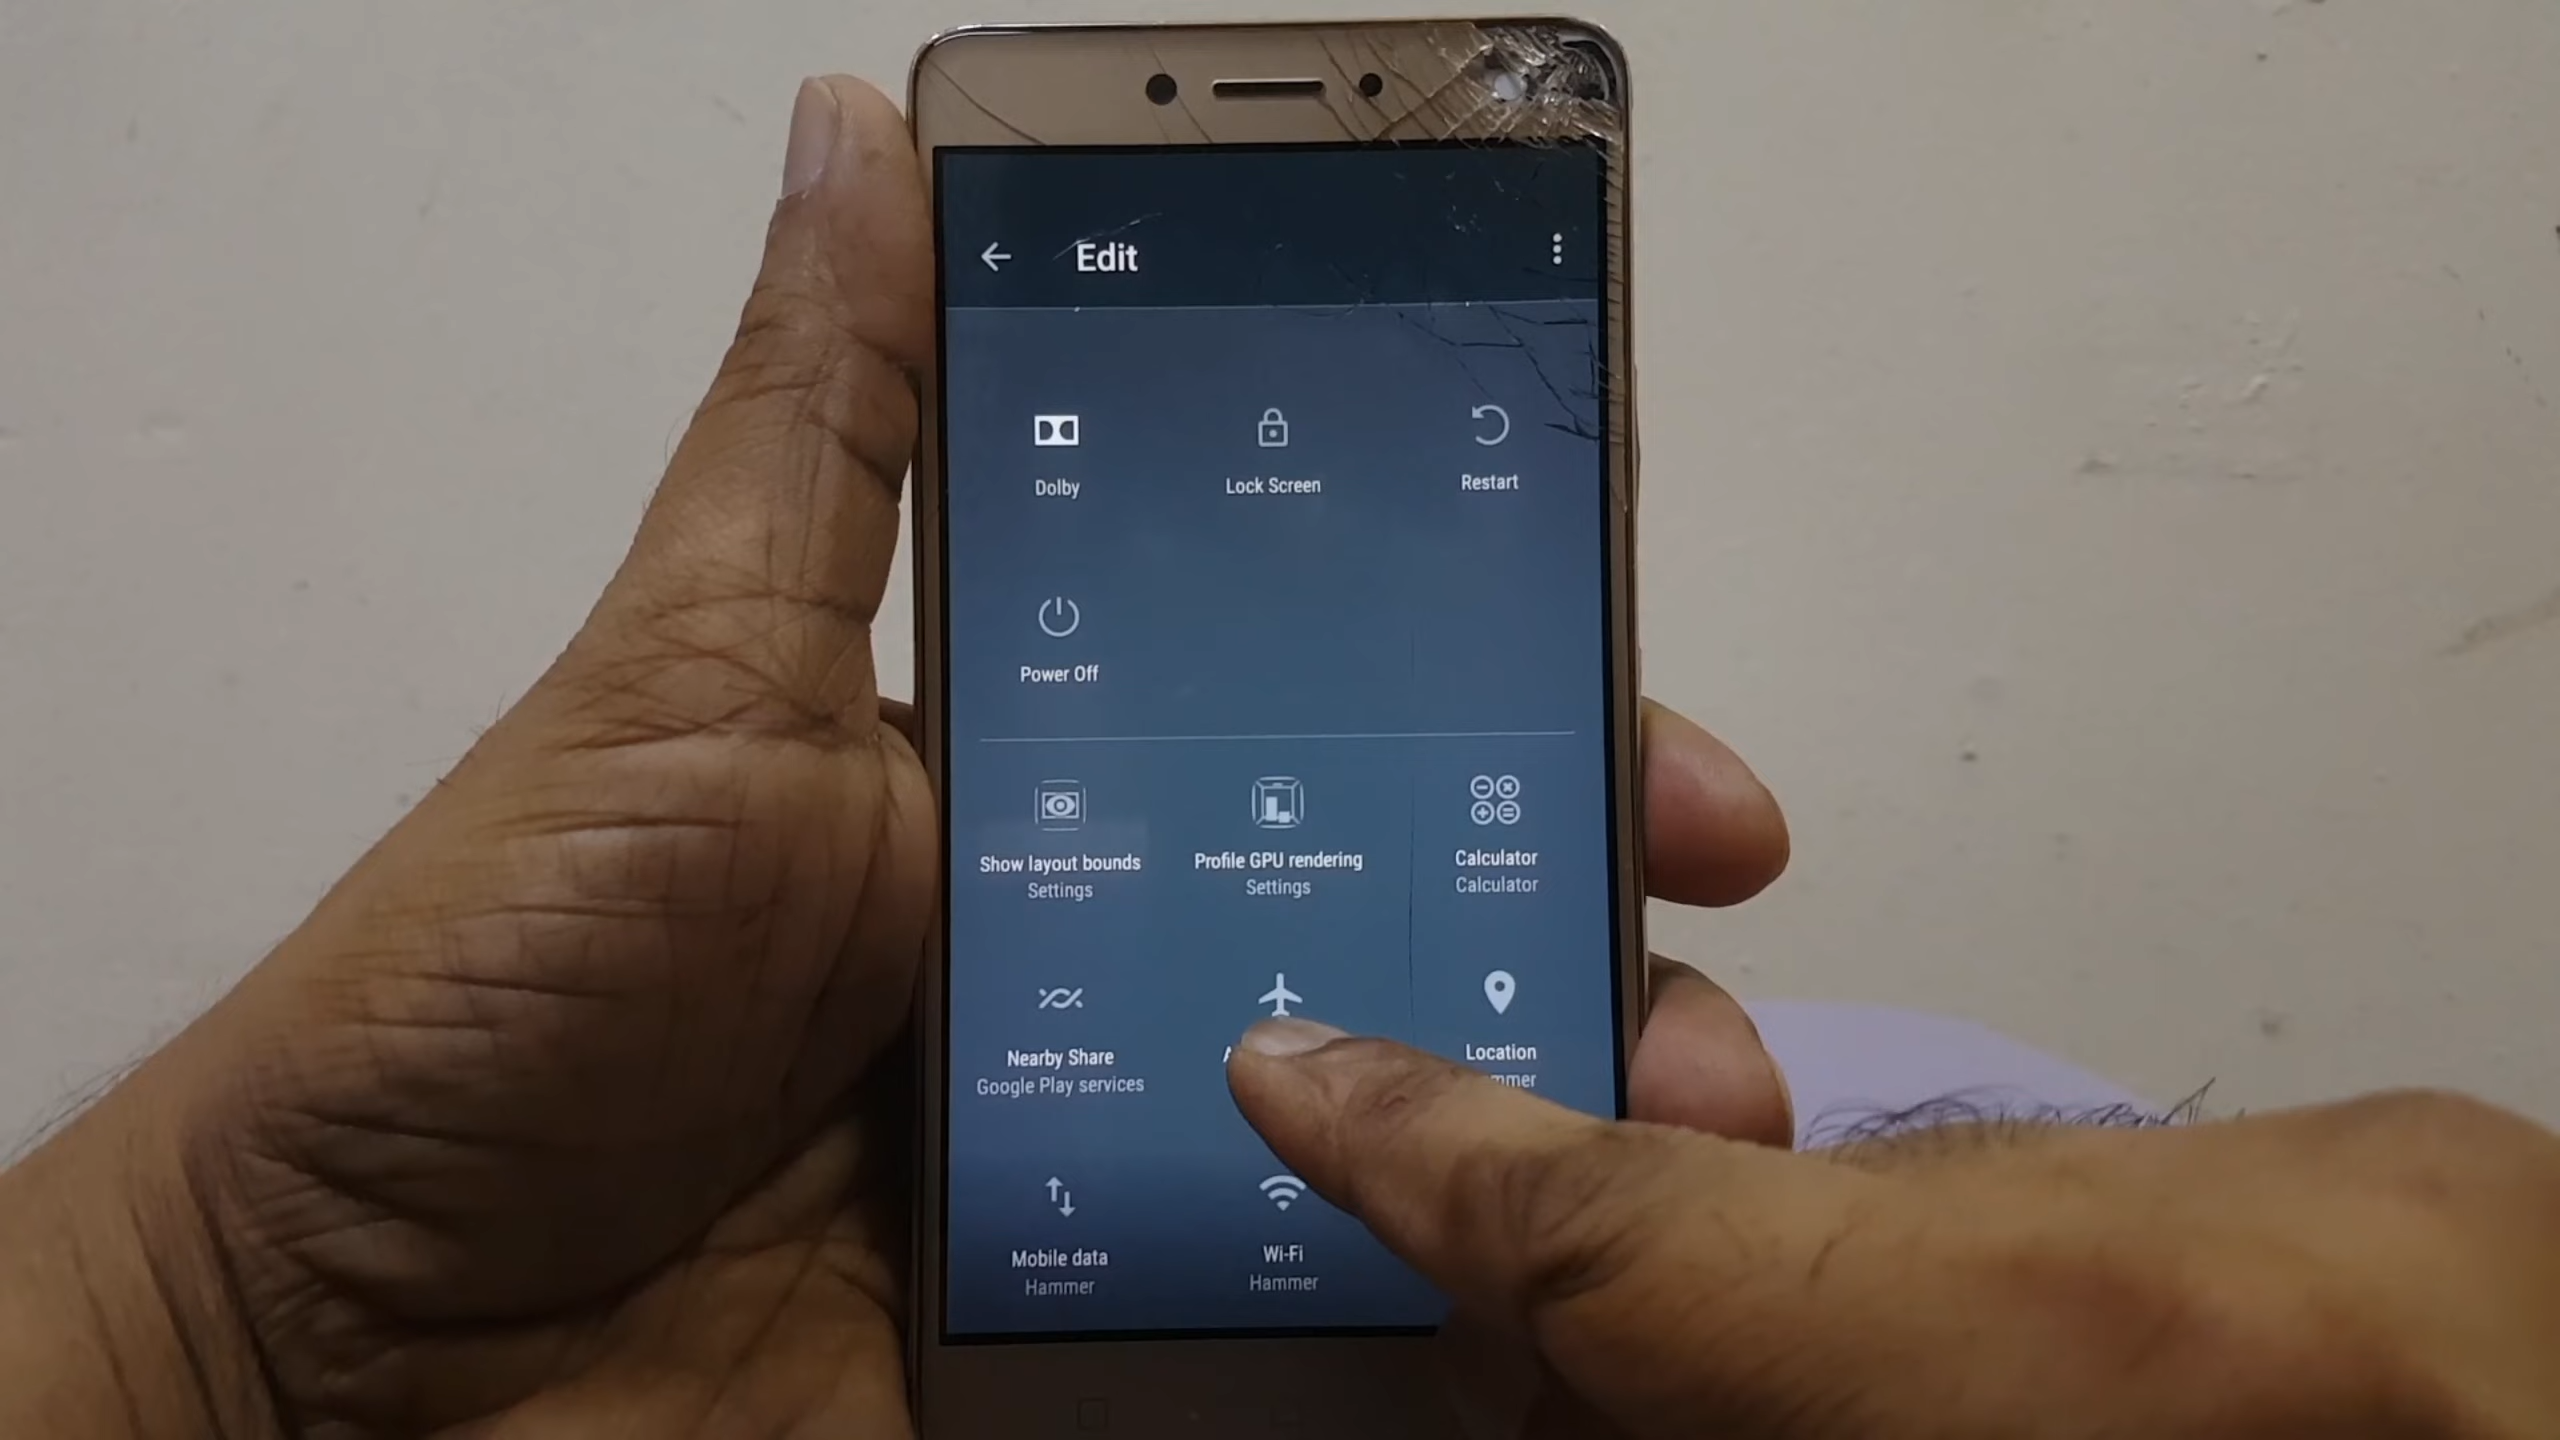 Edit
Dolby
Lock Screen
Restart
Power Off
Show layout bounds
Settings
Profile GPU rendering
Settings
Calculator
Calculator
Nearby Share
Google Play services
Location
Mobile data
Hammer
Wi-Fi
Hammer